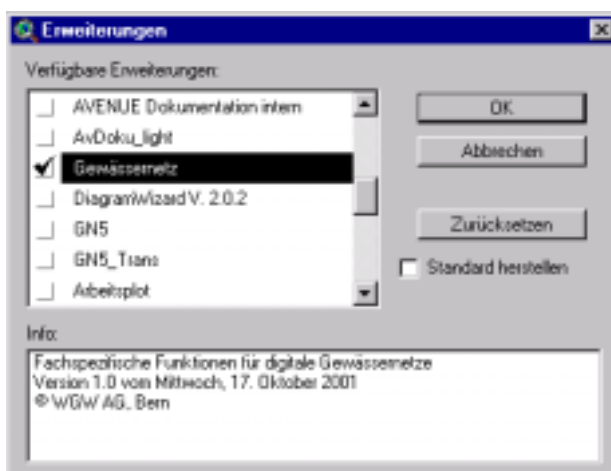 Erweiterungen
Verfügbare Erweiterungen:
AVENUE Dokumentation intern
AvDoku_light
Gewässernetz
DiagramWizard V. 2.0.2
GN5
GN5_Trans
Arbeitsplot
OK
Abbrechen
Zurücksetzen
Standard herstellen
Info:
Fachspezifische Funktionen für digitale Gewässernetze
Version 1.0 vom Mittwoch, 17. Oktober 2001
© WGW AG, Bern